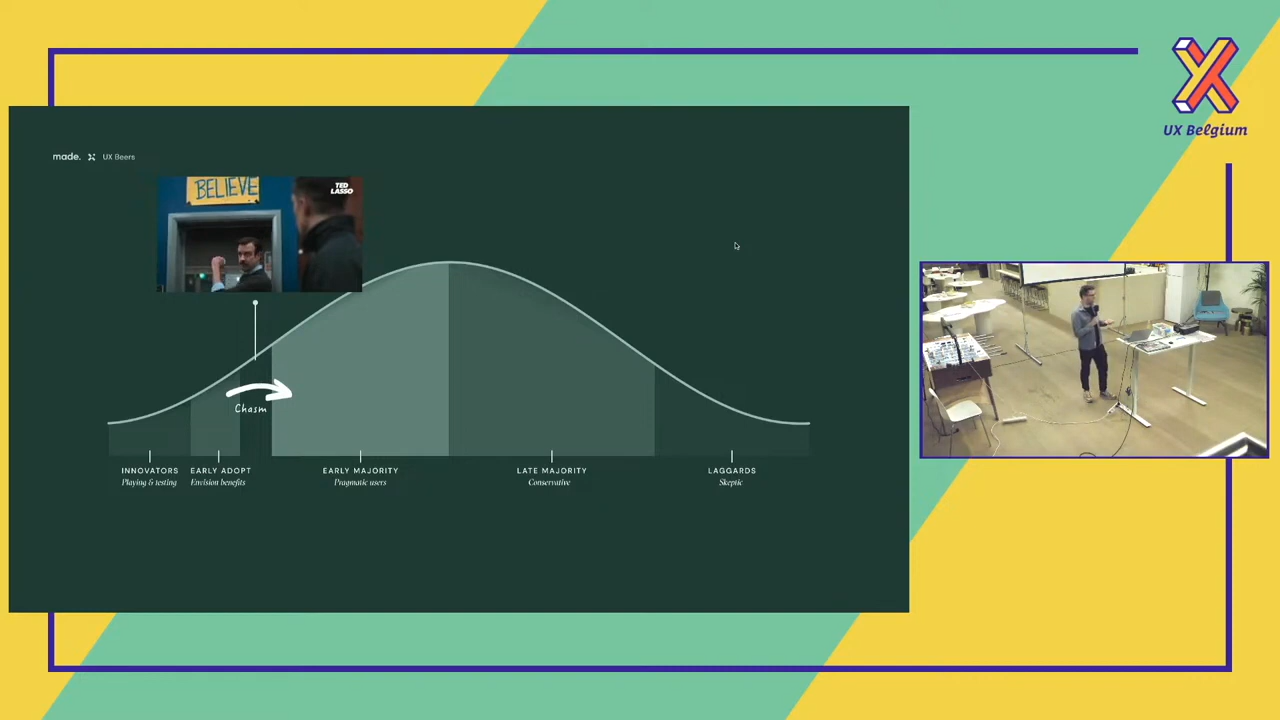 UX Belgium
made. X UX Beers
BELIEVE
TED
LASSO
Chasm
INNOVATORS
Playing & testing
EARLY ADOPT
Envision benefits
EARLY MAJORITY
Pragmatic users
LATE MAJORITY
Conservative
LAGGARDS
Skeptic